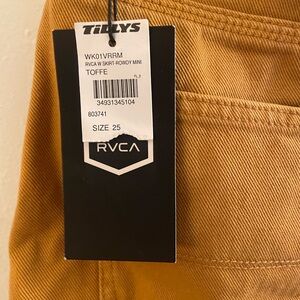 TILLYS
WK01VRRM
RVCA W SKIRT-ROWDY MINI
TOFFE
34931345104
803741
SIZE 25
RVCA